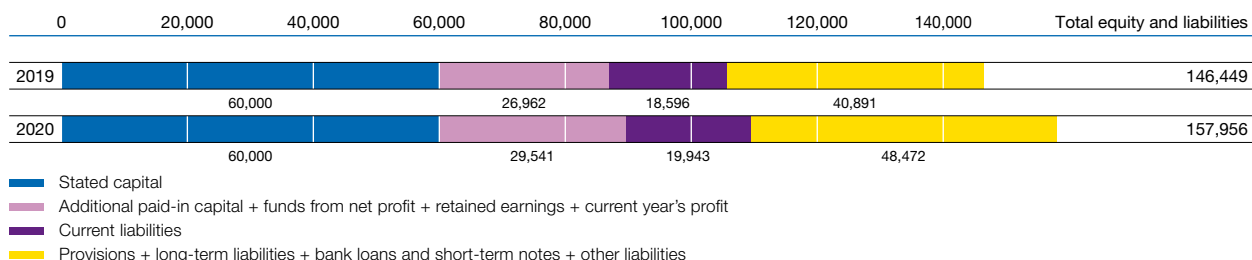 0 20,000 40,000 60,000 80,000 100,000 120,000 140,000 Total equity and liabilities
2019 146,449
60,000 26,962 18,596 40,891
2020 157,956
60,000 29,541 19,943 48,472
Stated capital
Additional paid-in capital + funds from net profit + retained earnings + current year's profit
Current liabilities
Provisions + long-term liabilities + bank loans and short-term notes + other liabilities